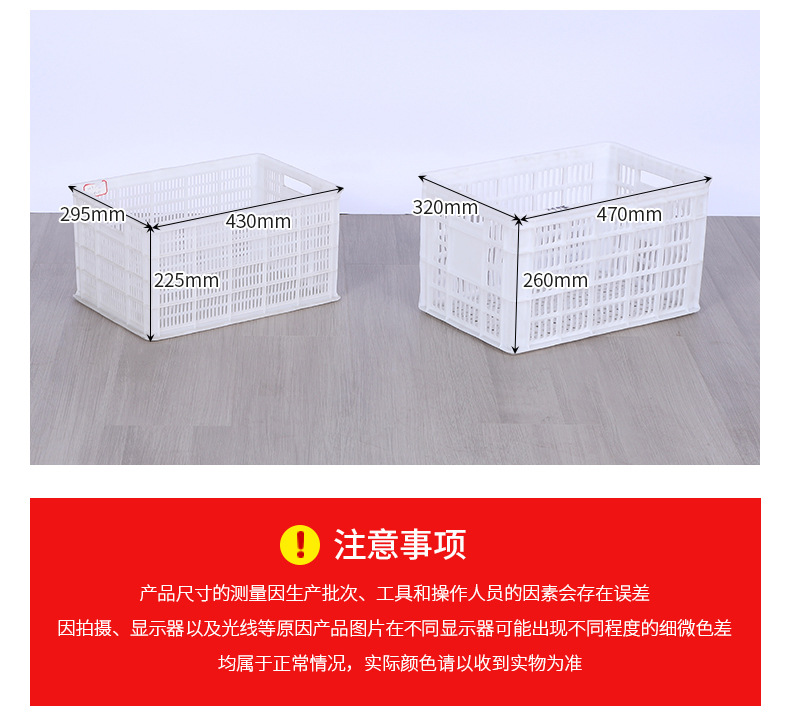 295mm
430mm
225mm
320mm
470mm
260mm
注意事项
产品尺寸的测量因生产批次、工具和操作人员的因素会存在误差
因拍摄、显示器以及光线等原因产品图片在不同显示器可能出现不同程度的细微色差
均属于正常情况，实际颜色请以收到实物为准